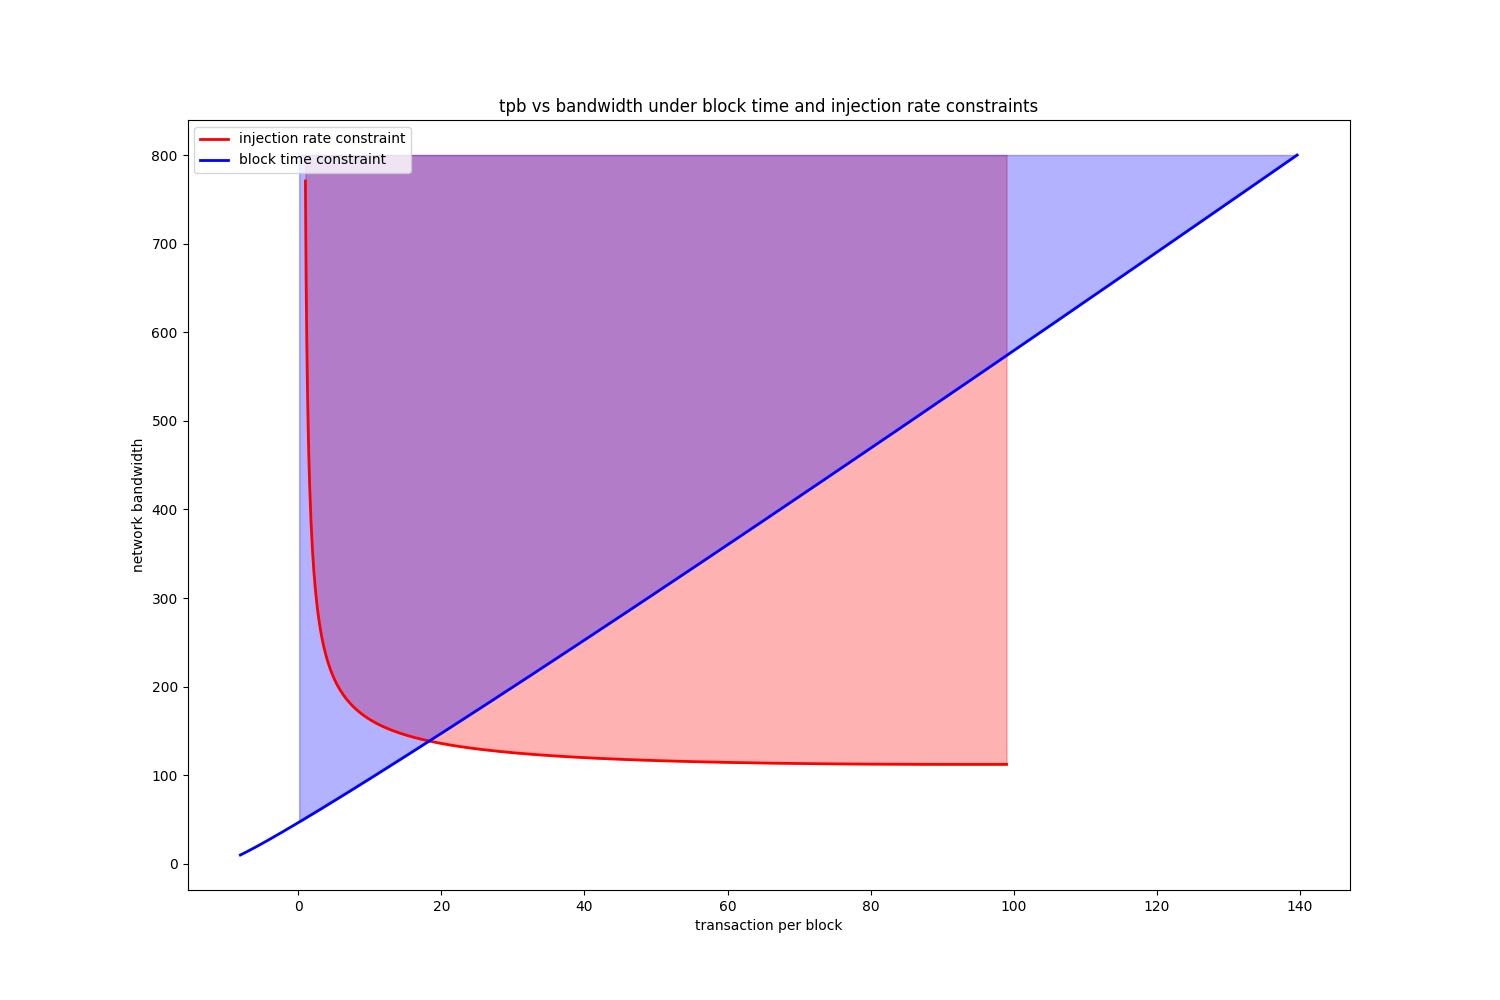 tpb vs bandwidth under block time and injection rate constraints
injection rate constraint
block time constraint
800
700
600
500
400
300
200
100
0
network bandwidth
0 20 40 60 80 100 120 140
transaction per block